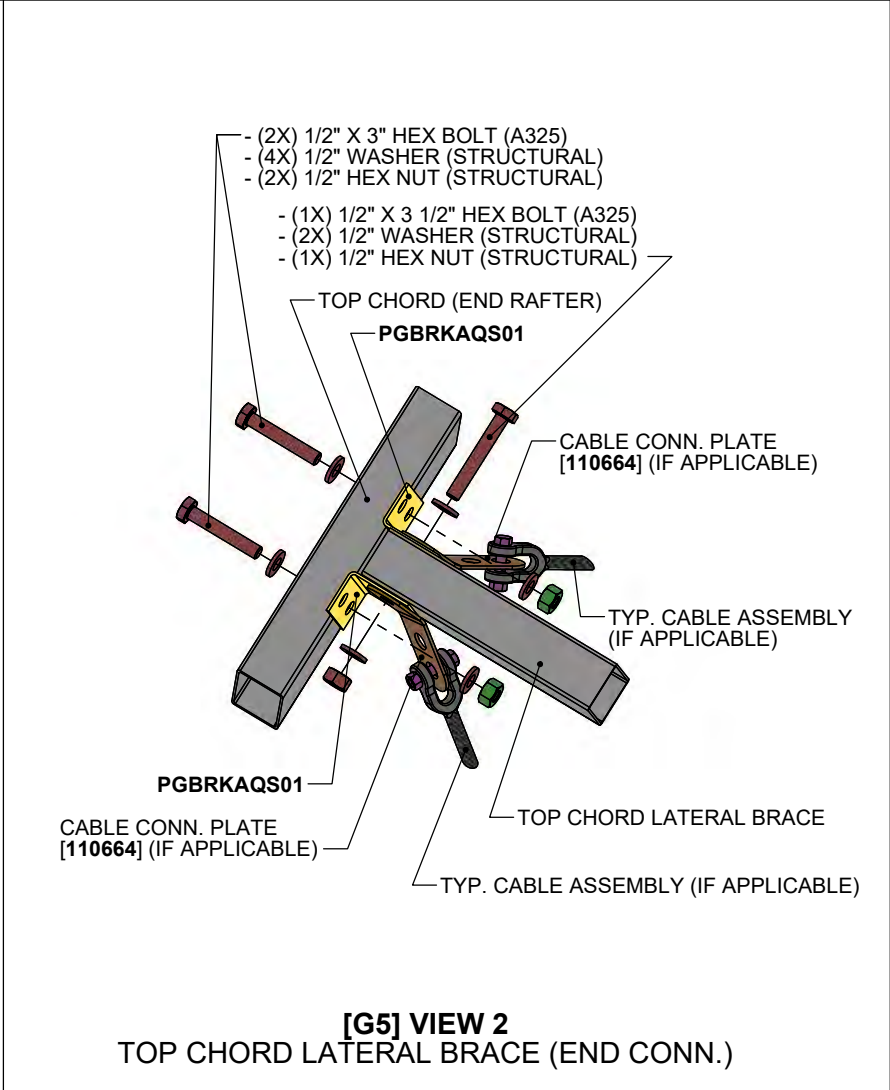 - (2X) 1/2" X 3" HEX BOLT (A325)
- (4X) 1/2" WASHER (STRUCTURAL)
- (2X) 1/2" HEX NUT (STRUCTURAL)
- (1X) 1/2" X 3 1/2" HEX BOLT (A325)
- (2X) 1/2" WASHER (STRUCTURAL)
- (1X) 1/2" HEX NUT (STRUCTURAL)
TOP CHORD (END RAFTER)
PGBRKAQS01
CABLE CONN. PLATE
[110664] (IF APPLICABLE)
TYP. CABLE ASSEMBLY
(IF APPLICABLE)
PGBRKAQS01
TOP CHORD LATERAL BRACE
CABLE CONN. PLATE
[110664] (IF APPLICABLE)
TYP. CABLE ASSEMBLY (IF APPLICABLE)
[G5] VIEW 2
TOP CHORD LATERAL BRACE (END CONN.)